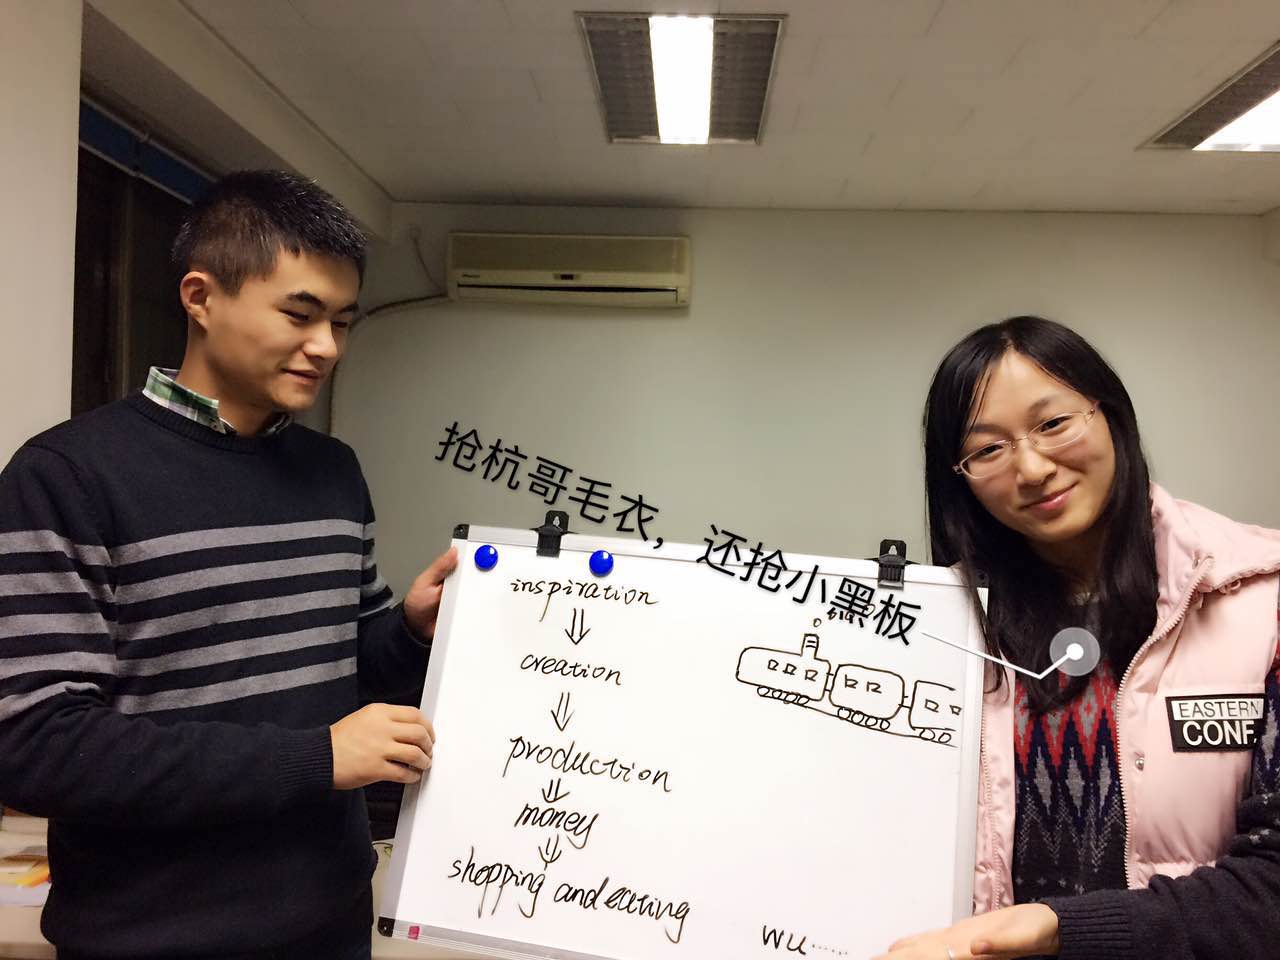 抢杭哥毛衣，还抢小黑板
inspiration
⇓
creation
⇓
production
⇓
money
⇓
shopping and eating
wu......
EASTERN
CONF.